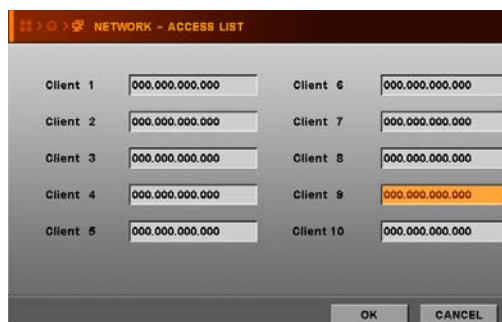 NETWORK - ACCESS LIST
Client 1 000.000.000.000 Client 6 000.000.000.000
Client 2 000.000.000.000 Client 7 000.000.000.000
Client 3 000.000.000.000 Client 8 000.000.000.000
Client 4 000.000.000.000 Client 9 000.000.000.000
Client 5 000.000.000.000 Client 10 000.000.000.000
OK CANCEL